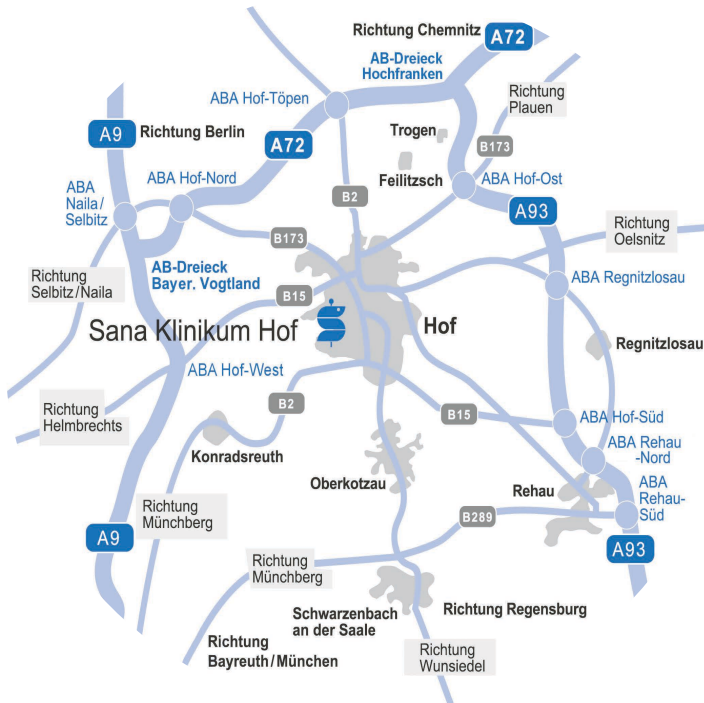 Richtung Chemnitz
A72
AB-Dreieck
Hochfranken
Richtung
Plauen
ABA Hof-Töpen
A9
Richtung Berlin
A72
Trogen
B173
Feilitzsch
ABA Hof-Nord
ABA Hof-Ost
ABA
Naila/
Selbitz
B2
A93
Richtung
Oelsnitz
B173
AB-Dreieck
Bayer. Vogtland
Richtung
Selbitz/Naila
ABA Regnitzlosau
B15
Sana Klinikum Hof
Hof
Regnitzlosau
ABA Hof-West
Richtung
Helmbrechts
B2
B15
ABA Hof-Süd
Konradsreuth
ABA Rehau
-Nord
Oberkotzau
Rehau
ABA
Rehau-
Süd
Richtung
Münchberg
B289
A9
A93
Richtung
Münchberg
Schwarzenbach
an der Saale
Richtung Regensburg
Richtung
Bayreuth/München
Richtung
Wunsiedel